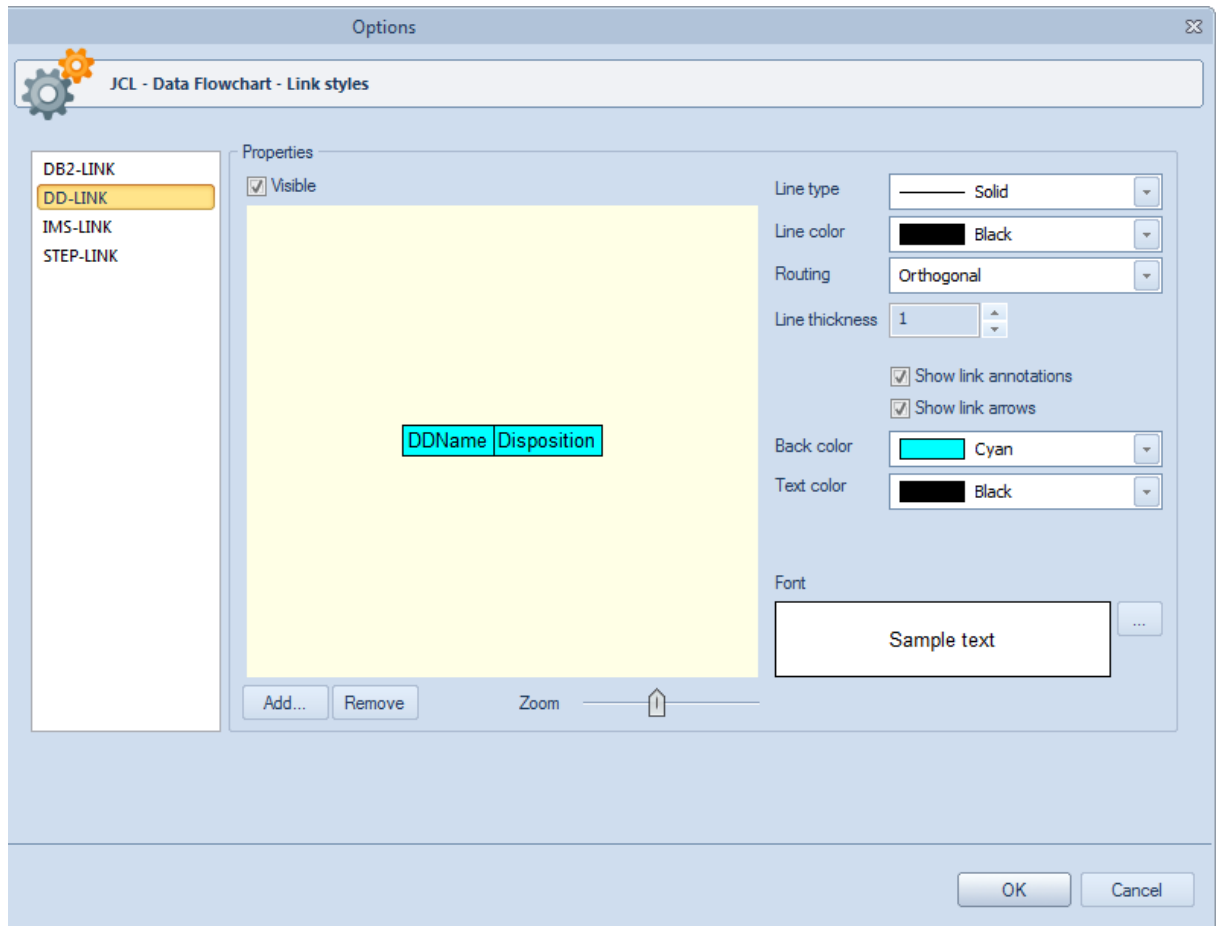 Options
JCL - Data Flowchart - Link styles
DB2-LINK
DD-LINK
IMS-LINK
STEP-LINK
Properties
Visible
DDName Disposition
Add...
Remove
Zoom
Line type
Solid
Line color
Black
Routing
Orthogonal
Line thickness
1
Show link annotations
Show link arrows
Back color
Cyan
Text color
Black
Font
Sample text
...
OK
Cancel